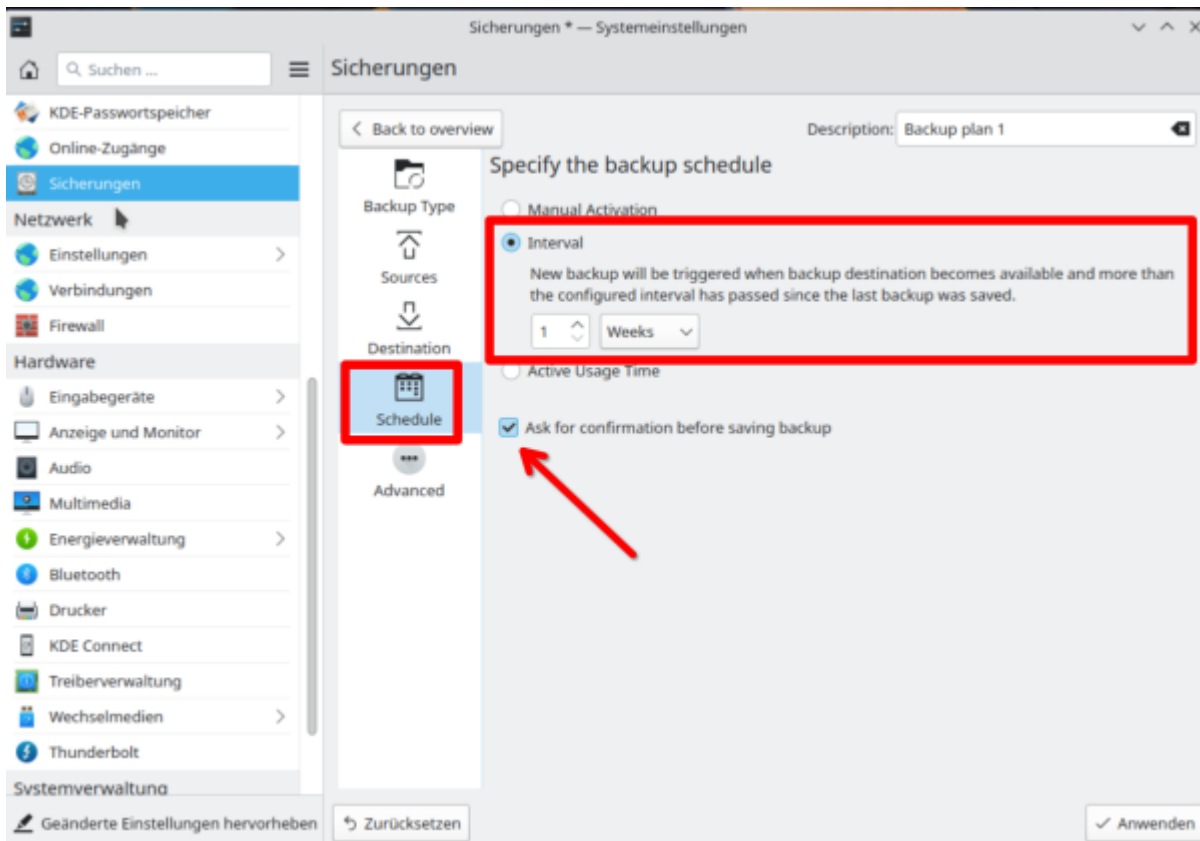 Sicherungen * — Systemeinstellungen
Suchen ...
Sicherungen
KDE-Passwortspeicher
Online-Zugänge
Sicherungen
Netzwerk
Einstellungen
Verbindungen
Firewall
Hardware
Eingabegeräte
Anzeige und Monitor
Audio
Multimedia
Energieverwaltung
Bluetooth
Drucker
KDE Connect
Treiberverwaltung
Wechselmedien
Thunderbolt
Systemverwaltung
Geänderte Einstellungen hervorheben
Back to overview
Description: Backup plan 1
Backup Type
Sources
Destination
Schedule
Advanced
Specify the backup schedule
Manual Activation
Interval
New backup will be triggered when backup destination becomes available and more than
the configured interval has passed since the last backup was saved.
1 Weeks
Active Usage Time
Ask for confirmation before saving backup
Zurücksetzen
Anwenden